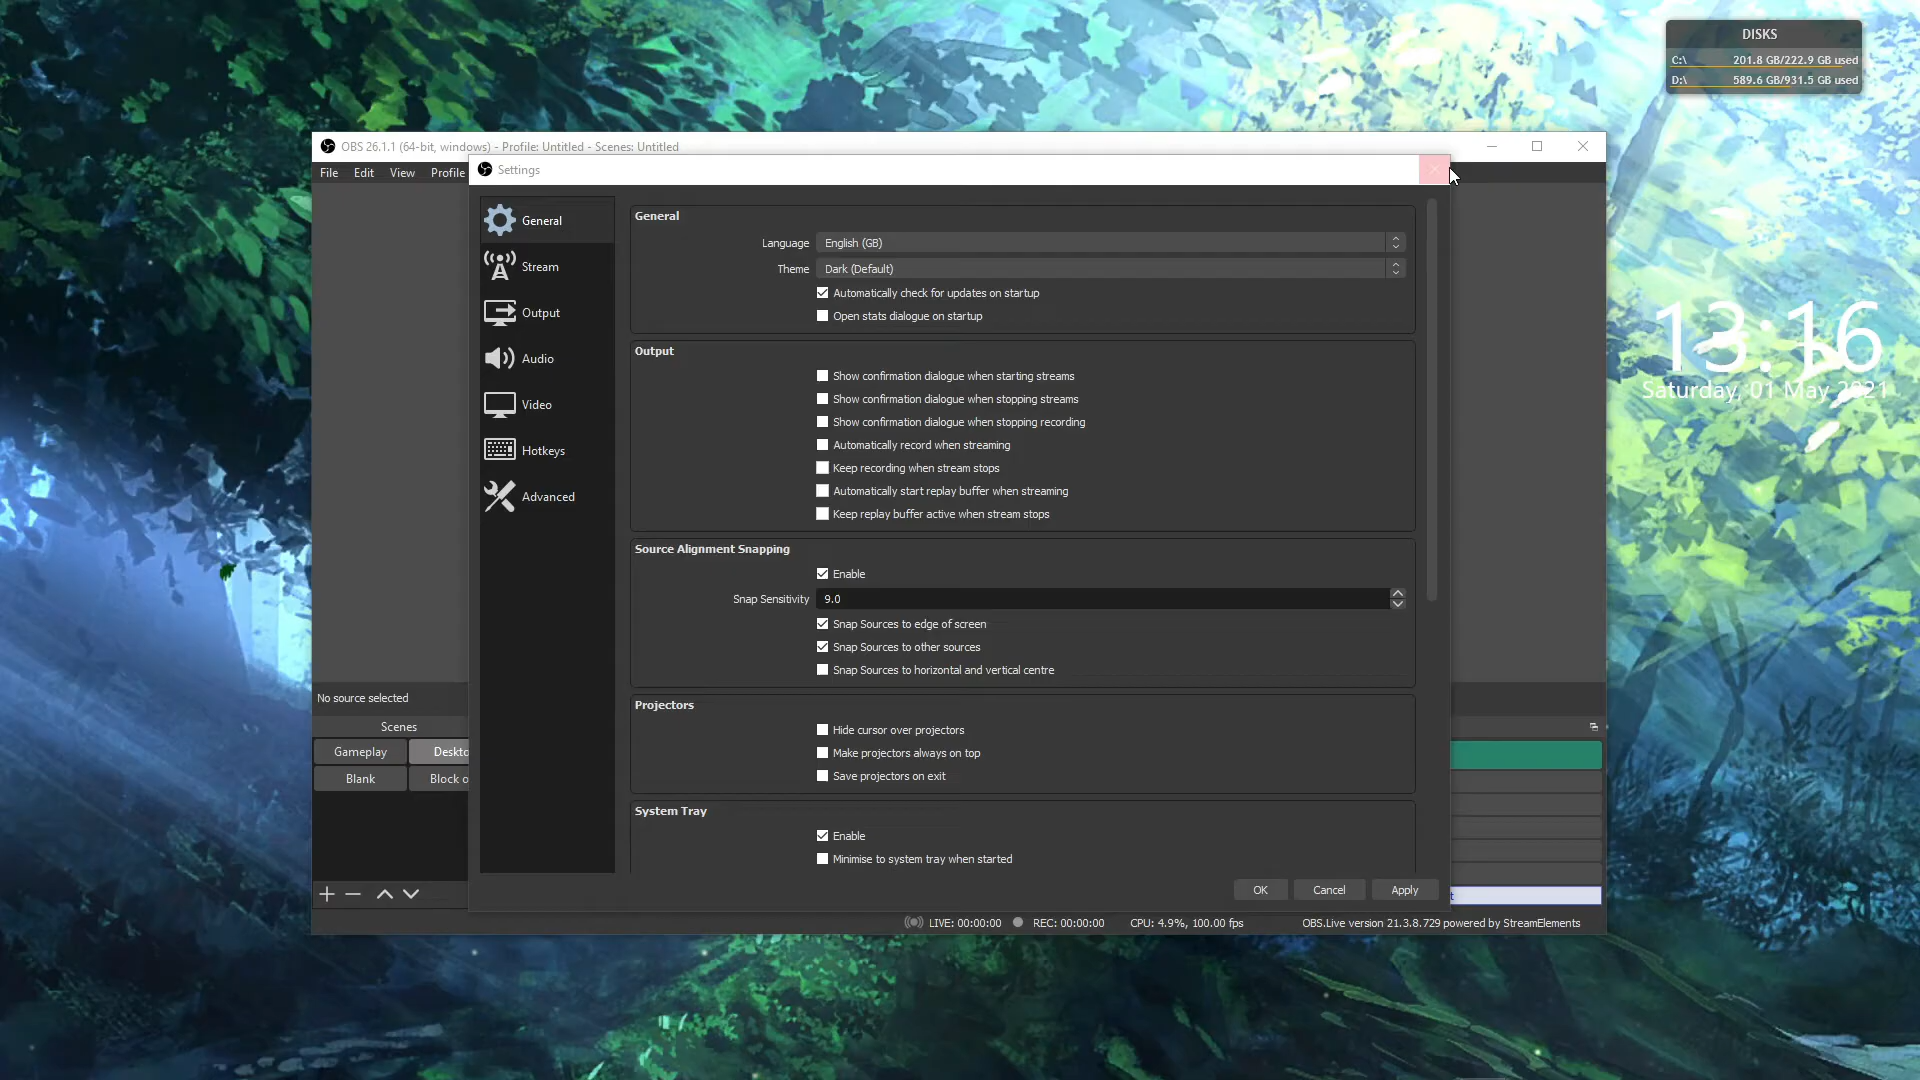 DISKS
C:\ 201.8 GB/222.9 GB used
D:\ 589.6 GB/931.5 GB used
OBS 26.1.1 (64-bit, windows) - Profile: Untitled - Scenes: Untitled
File Edit View Profile
Settings
General
Stream
Output
Audio
Video
Hotkeys
Advanced
General
Language English (GB)
Theme Dark (Default)
Automatically check for updates on startup
Open stats dialogue on startup
Output
Show confirmation dialogue when starting streams
Show confirmation dialogue when stopping streams
Show confirmation dialogue when stopping recording
Automatically record when streaming
Keep recording when stream stops
Automatically start replay buffer when streaming
Keep replay buffer active when stream stops
Source Alignment Snapping
Enable
Snap Sensitivity 9.0
Snap Sources to edge of screen
Snap Sources to other sources
Snap Sources to horizontal and vertical centre
Projectors
Hide cursor over projectors
Make projectors always on top
Save projectors on exit
System Tray
Enable
Minimise to system tray when started
OK Cancel Apply
No source selected
Scenes
Gameplay Deskto
Blank Block o
LIVE: 00:00:00 REC: 00:00:00 CPU: 4.9%, 100.00 fps OBS.Live version 21.3.8.729 powered by StreamElements
13:16
Saturday, 01 May 2021